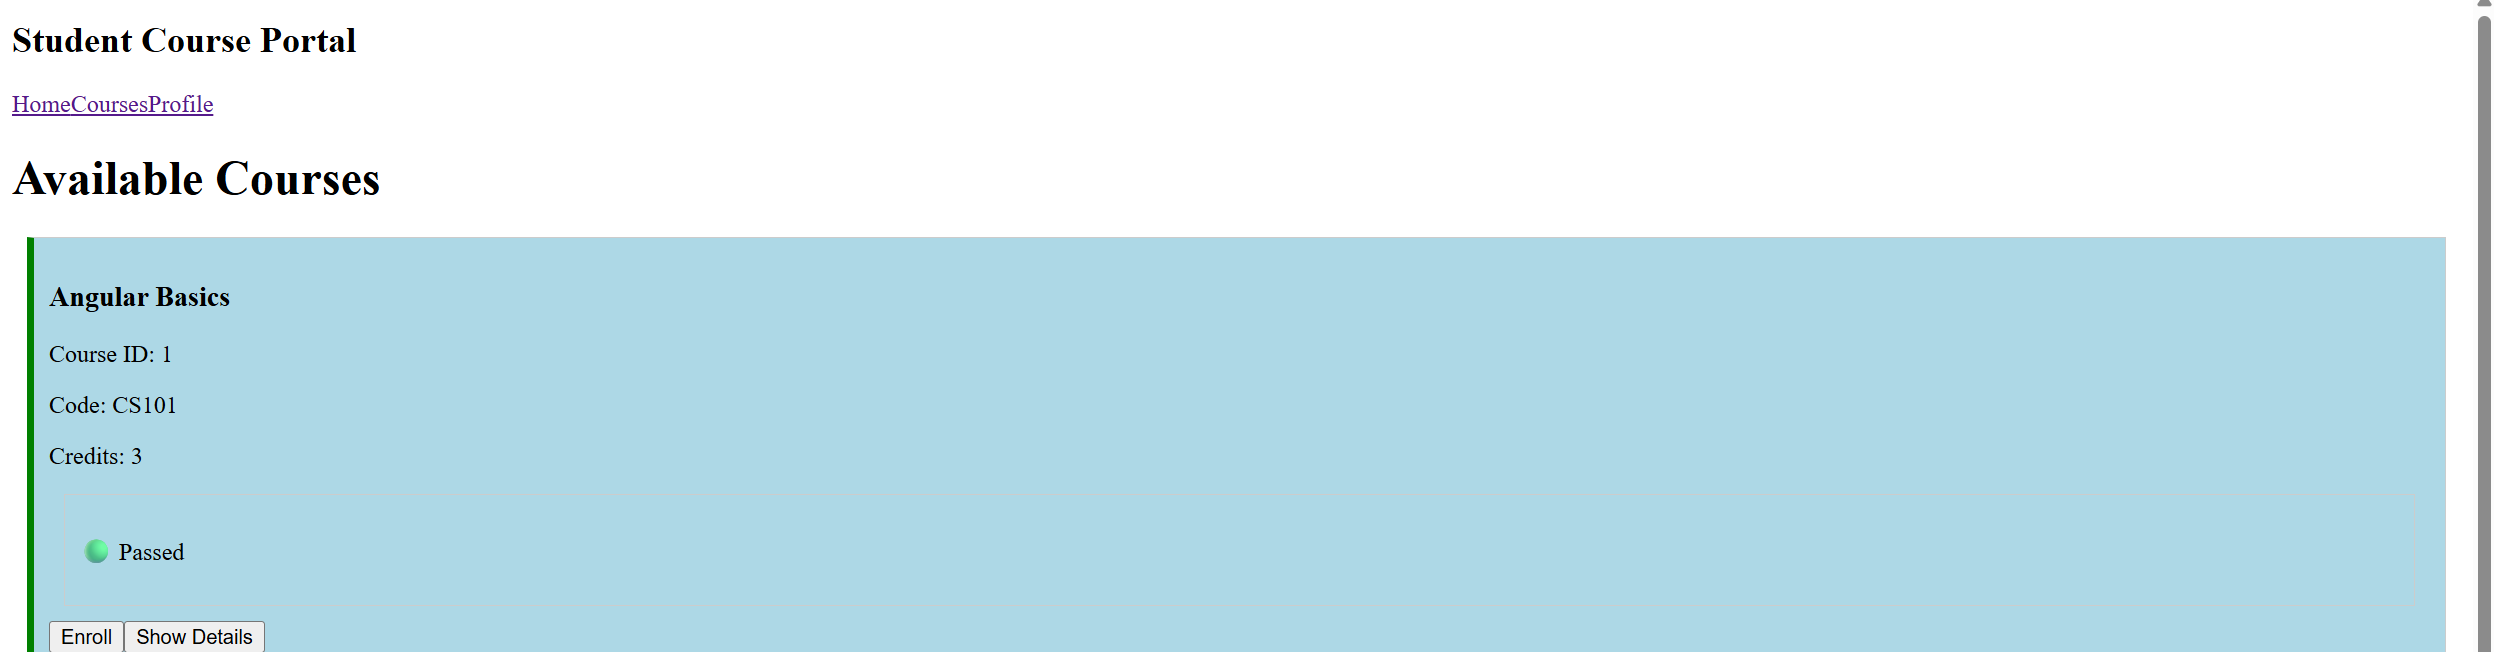 Student Course Portal
HomeCoursesProfile
Available Courses
Angular Basics
Course ID: 1
Code: CS101
Credits: 3
Passed
Enroll Show Details